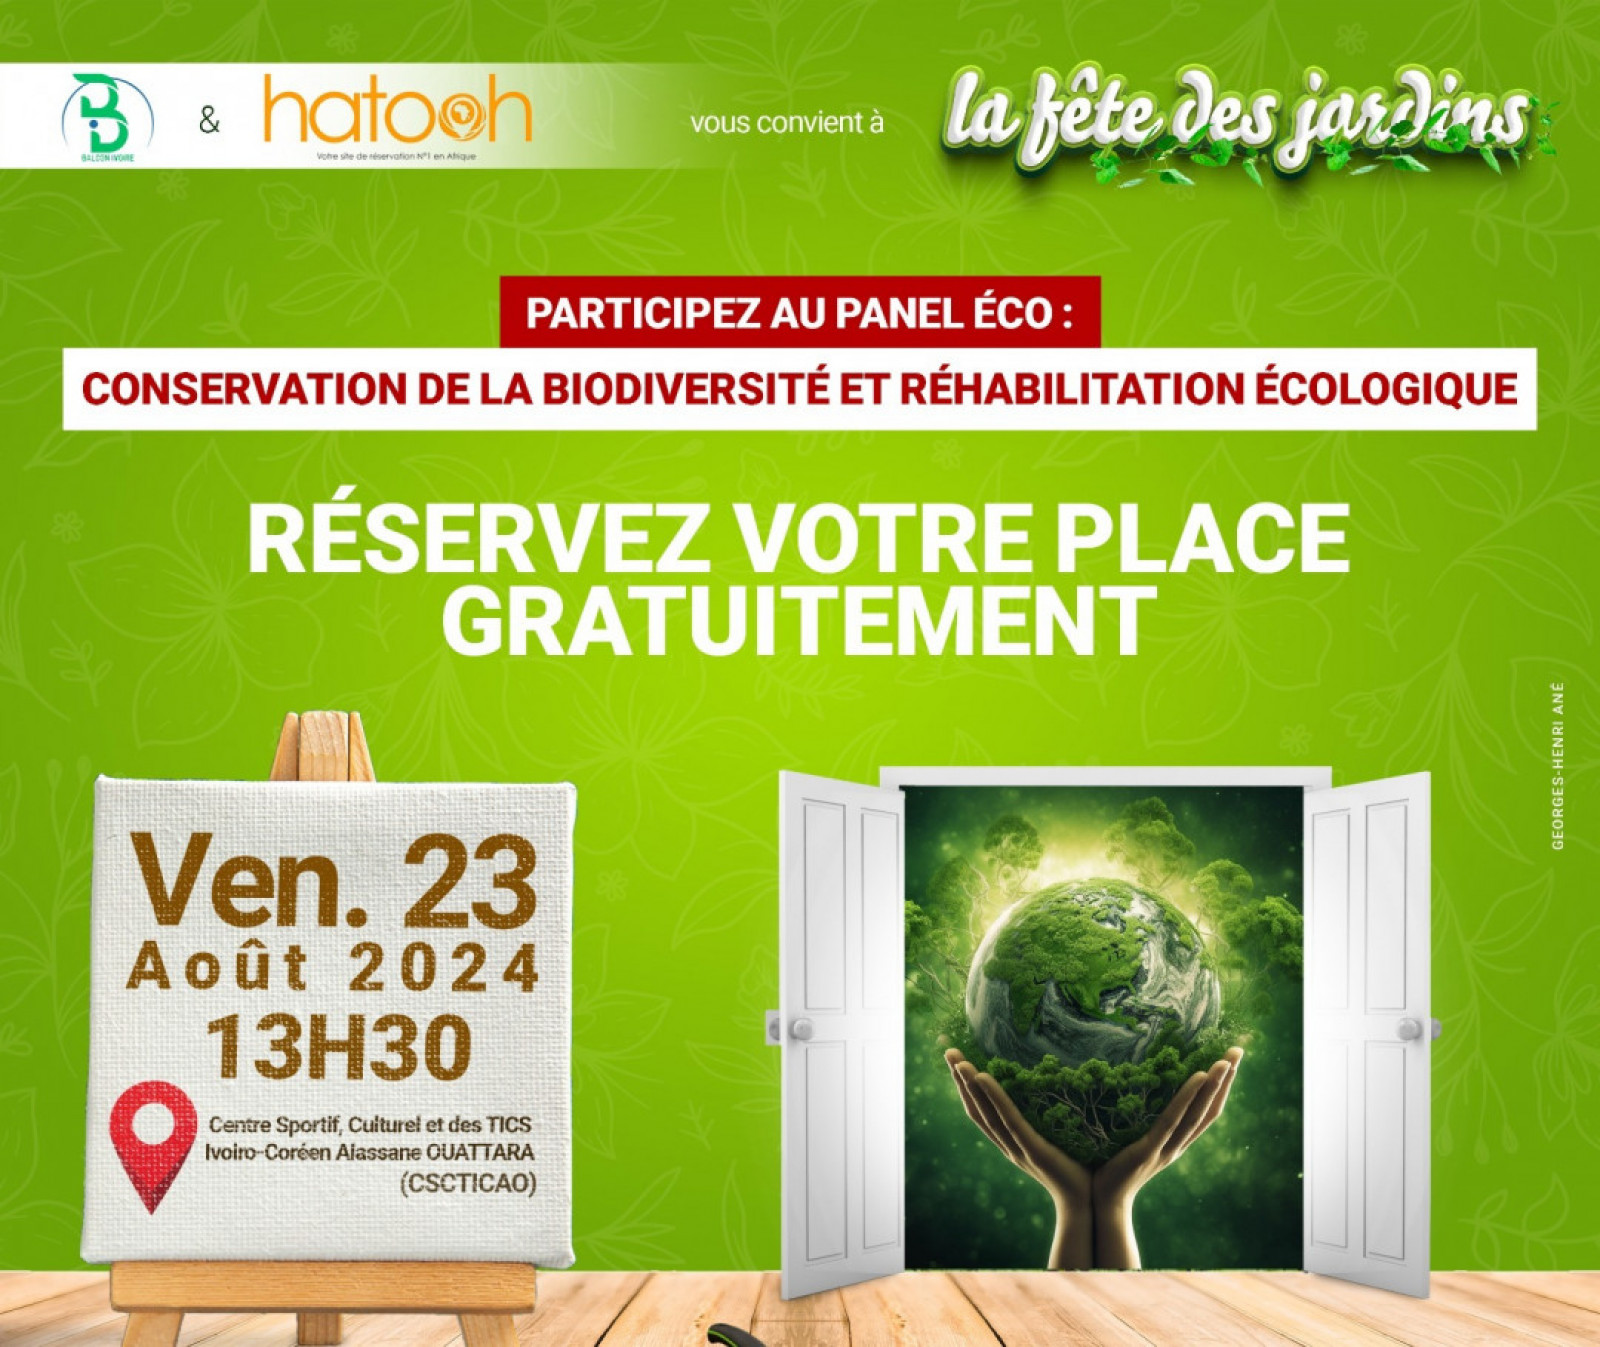 BALCON IVOIRE
&
hatooh
Votre site de réservation N°1 en Afrique
vous convient à
la fête des jardins
PARTICIPEZ AU PANEL ÉCO :
CONSERVATION DE LA BIODIVERSITÉ ET RÉHABILITATION ÉCOLOGIQUE
RÉSERVEZ VOTRE PLACE
GRATUITEMENT
GEORGES-HENRI ANÉ
Ven. 23
Août 2024
13H30
Centre Sportif, Culturel et des TICS
Ivoiro-Coréen Alassane OUATTARA
(CSCTICAO)